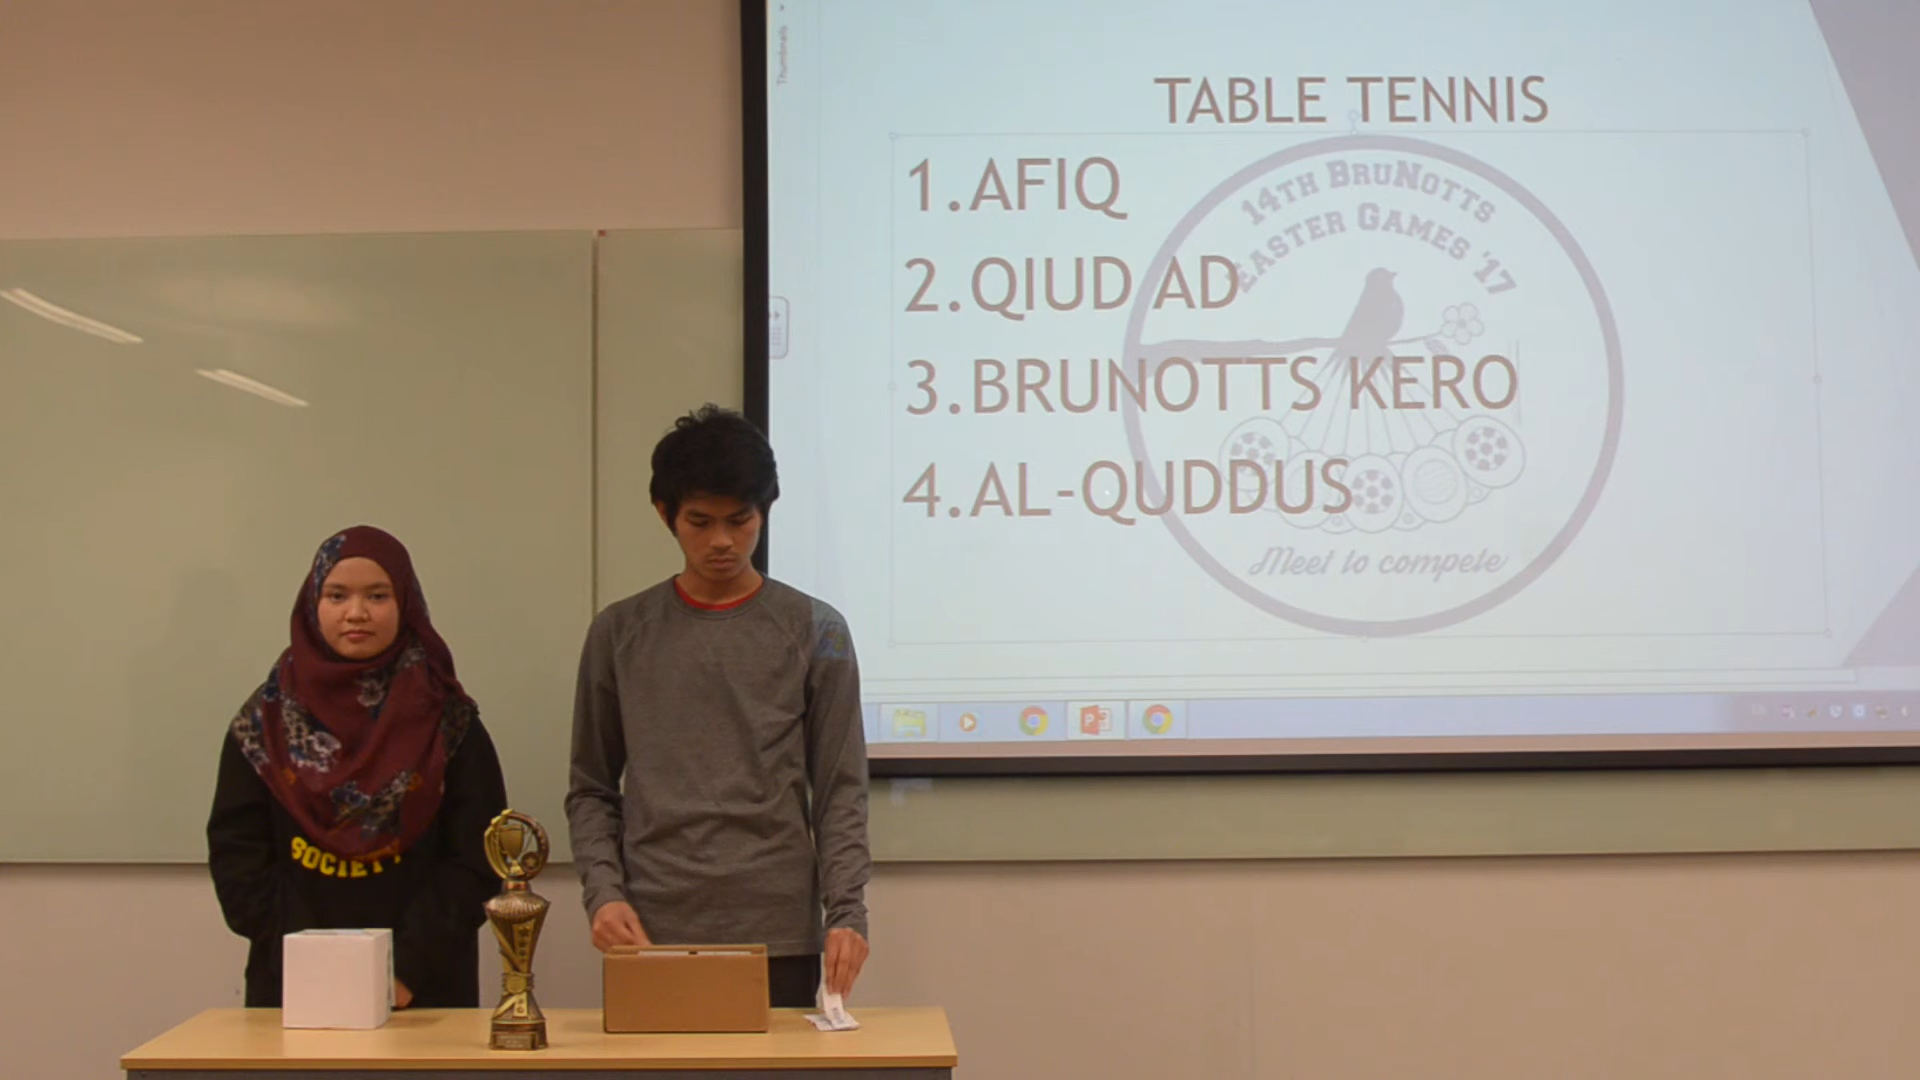 Thumbnails
TABLE TENNIS
1. AFIQ
2. QIUD AD
3. BRUNOTTS KERO
4. AL-QUDDUS
14TH BRUNOTTS
EASTER GAMES '17
Meet to compete
SOCIETY